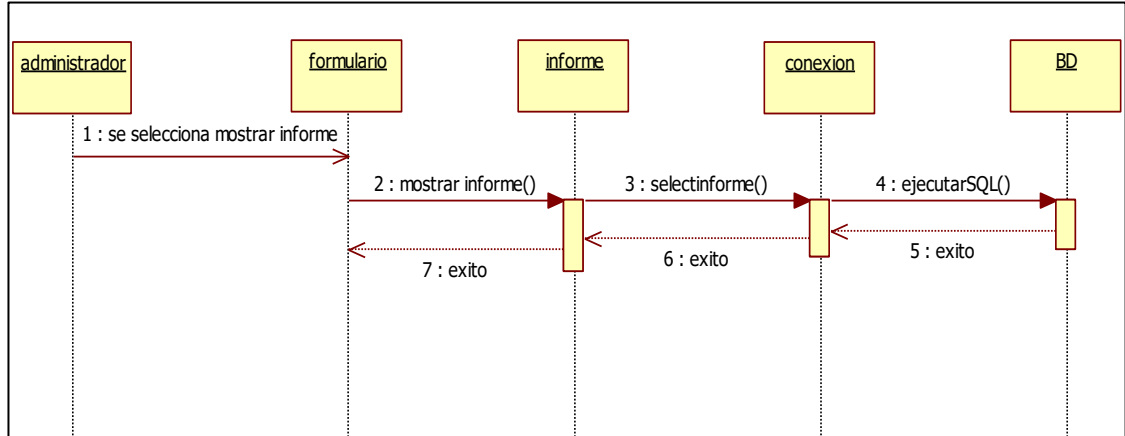 administrador
formulario
informe
conexion
BD
1 : se selecciona mostrar informe
2 : mostrar informe()
3 : selectinforme()
4 : ejecutarSQL()
5 : exito
6 : exito
7 : exito